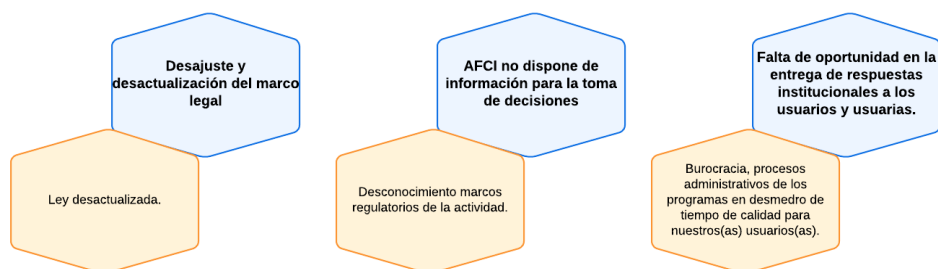 Desajuste y
desactualización del marco
legal
AFCI no dispone de
información para la toma
de decisiones
Falta de oportunidad en la
entrega de respuestas
institucionales a los
usuarios y usuarias.
Ley desactualizada.
Desconocimiento marcos
regulatorios de la actividad.
Burocracia, procesos
administrativos de los
programas en desmedro de
tiempo de calidad para
nuestros(as) usuarios(as).